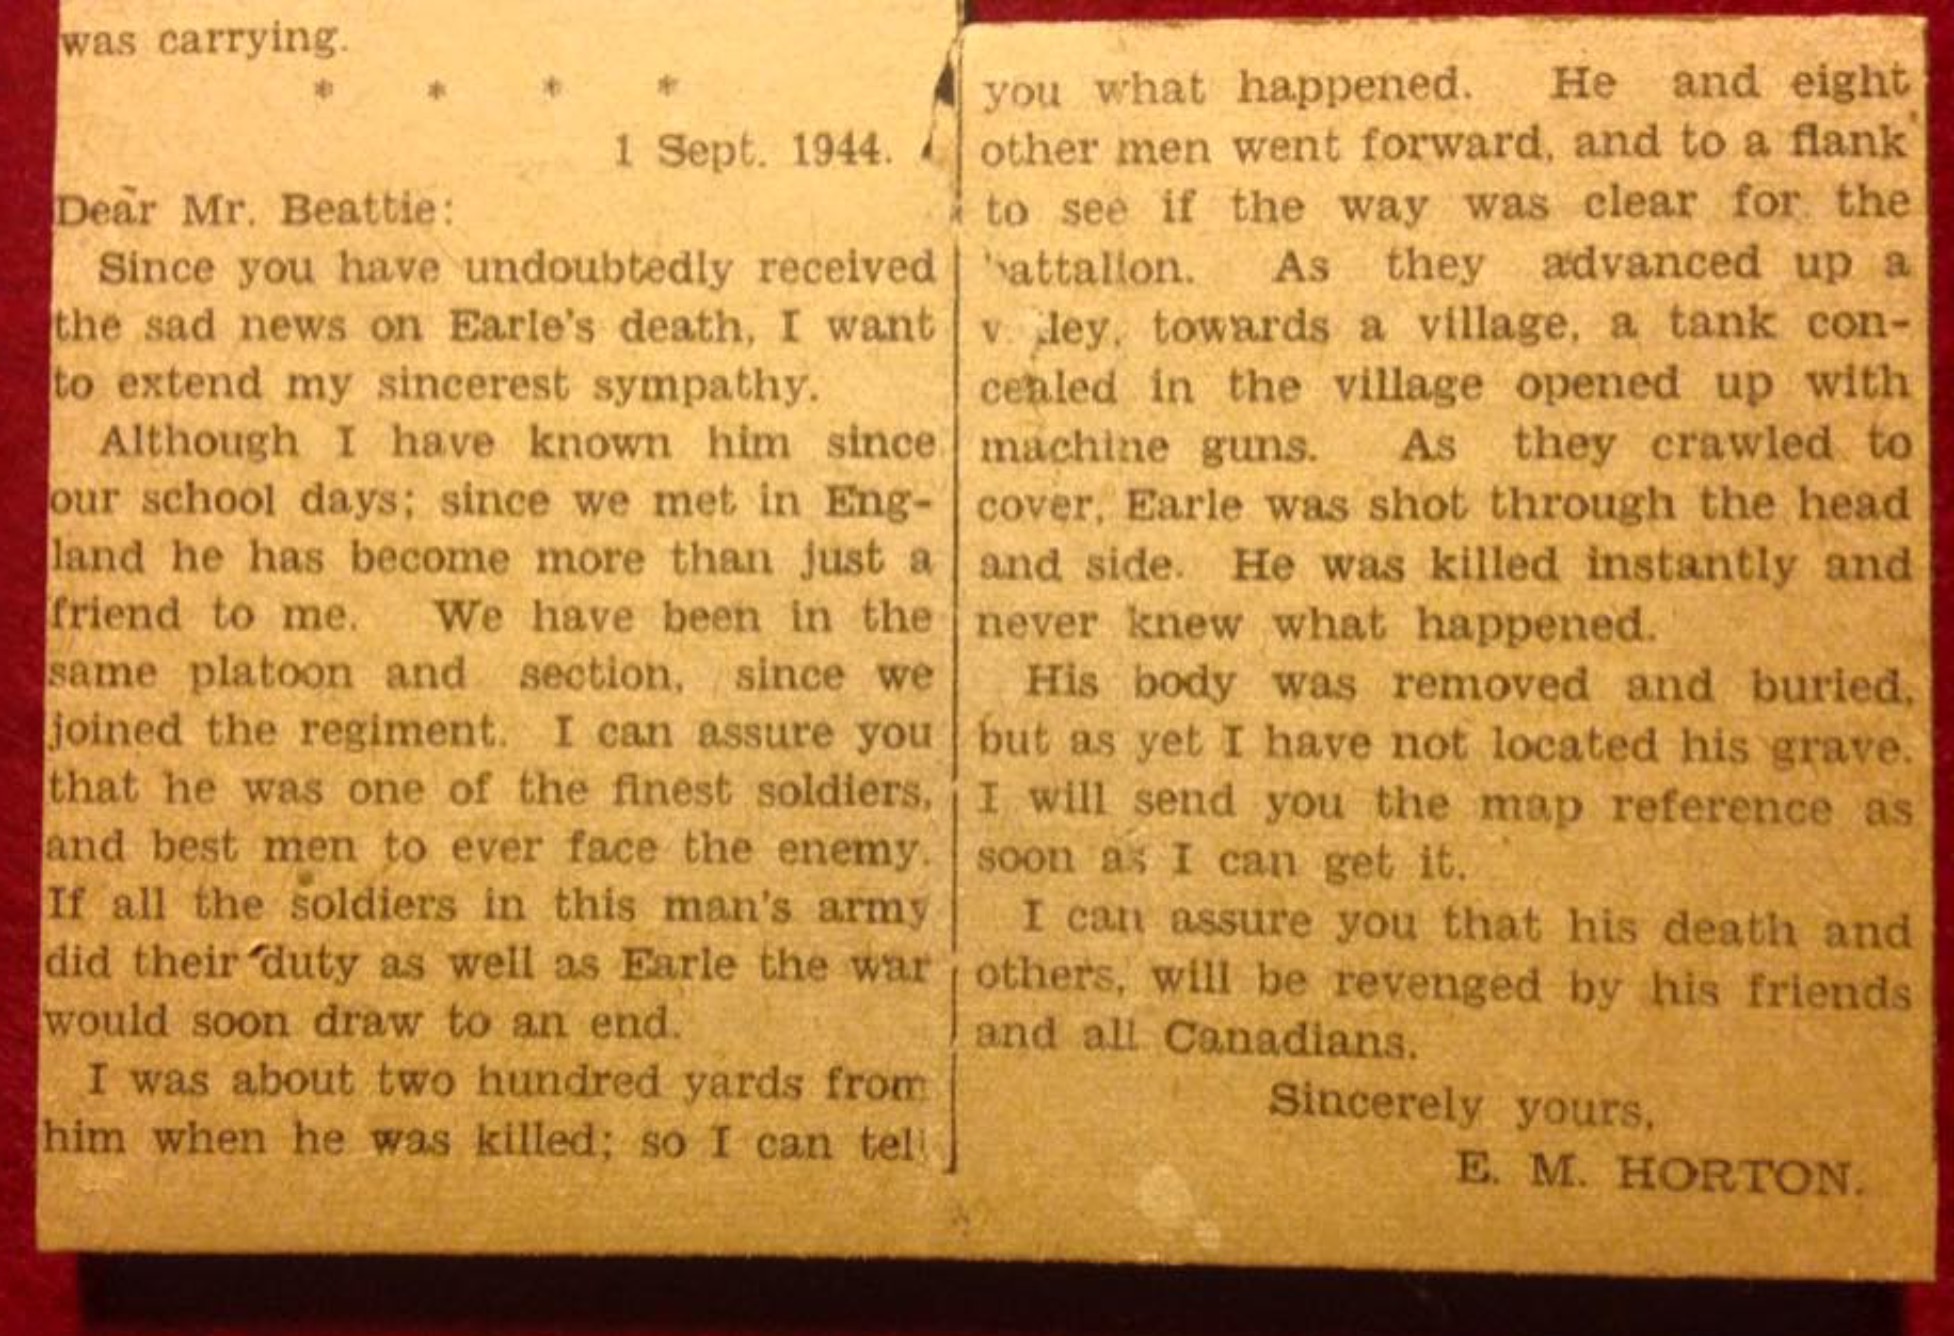 was carrying.
* * * *
1 Sept. 1944.
Dear Mr. Beattie:
Since you have undoubtedly received
the sad news on Earle's death, I want
to extend my sincerest sympathy.
Although I have known him since
our school days; since we met in Eng-
land he has become more than just a
friend to me. We have been in the
same platoon and section, since we
joined the regiment. I can assure you
that he was one of the finest soldiers,
and best men to ever face the enemy.
If all the soldiers in this man's army
did their duty as well as Earle the war
would soon draw to an end.
I was about two hundred yards from
him when he was killed; so I can tell
you what happened. He and eight
other men went forward, and to a flank
to see if the way was clear for the
battalion. As they advanced up a
valley, towards a village, a tank con-
cealed in the village opened up with
machine guns. As they crawled to
cover, Earle was shot through the head
and side. He was killed instantly and
never knew what happened.
His body was removed and buried,
but as yet I have not located his grave.
I will send you the map reference as
soon as I can get it.
I can assure you that his death and
others, will be revenged by his friends
and all Canadians.
Sincerely yours,
E. M. HORTON.